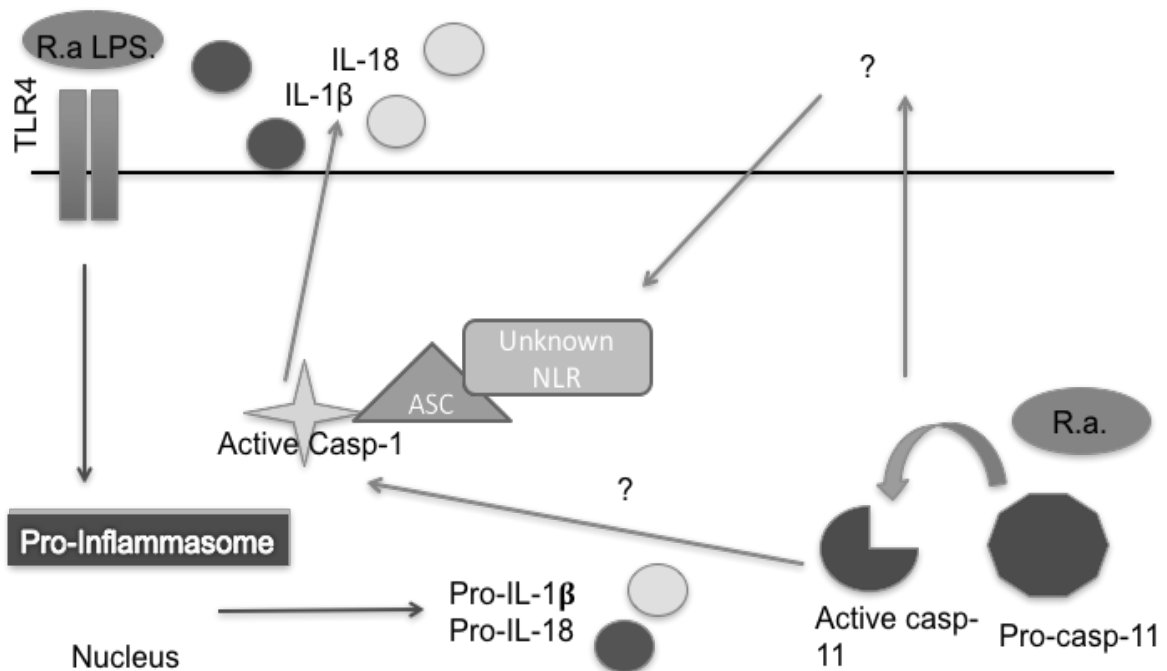 R.a LPS.
TLR4
IL-18
IL-1β
?
Unknown
NLR
ASC
Active Casp-1
R.a.
?
Pro-Inflammasome
Pro-IL-1β
Pro-IL-18
Active casp-
11
Pro-casp-11
Nucleus